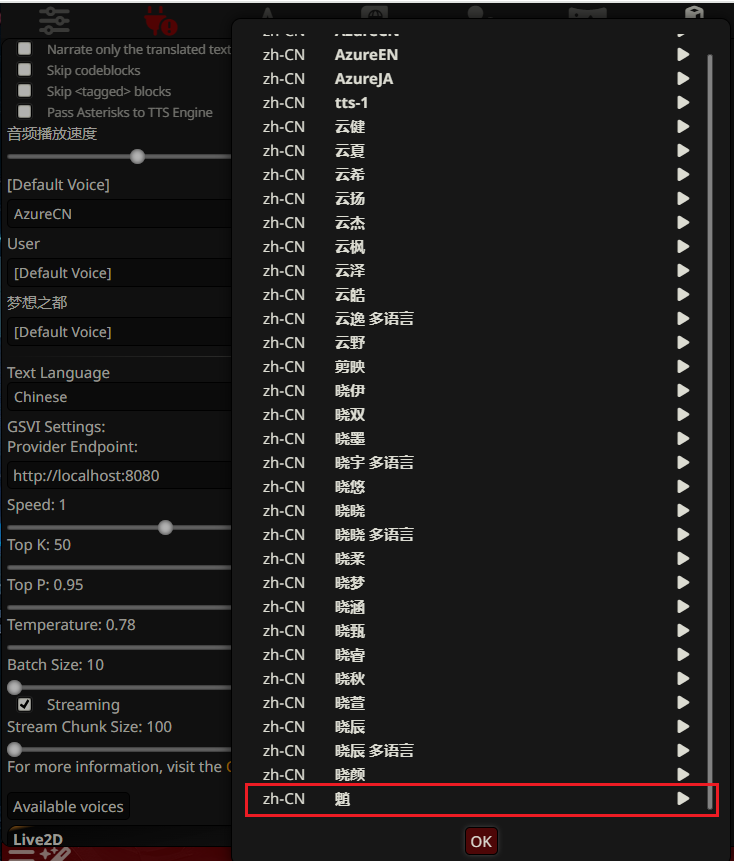 Narrate only the translated text
Skip codeblocks
Skip <tagged> blocks
Pass Asterisks to TTS Engine
音频播放速度
[Default Voice]
AzureCN
User
[Default Voice]
梦想之都
[Default Voice]
Text Language
Chinese
GSVI Settings:
Provider Endpoint:
http://localhost:8080
Speed: 1
Top K: 50
Top P: 0.95
Temperature: 0.78
Batch Size: 10
Streaming
Stream Chunk Size: 100
For more information, visit the
Available voices
Live2D
zh-CN AzureCN
zh-CN AzureEN
zh-CN AzureJA
zh-CN tts-1
zh-CN 云健
zh-CN 云夏
zh-CN 云希
zh-CN 云扬
zh-CN 云杰
zh-CN 云枫
zh-CN 云泽
zh-CN 云皓
zh-CN 云逸 多语言
zh-CN 云野
zh-CN 剪映
zh-CN 晓伊
zh-CN 晓双
zh-CN 晓墨
zh-CN 晓宇 多语言
zh-CN 晓悠
zh-CN 晓晓
zh-CN 晓晓 多语言
zh-CN 晓柔
zh-CN 晓梦
zh-CN 晓涵
zh-CN 晓甄
zh-CN 晓睿
zh-CN 晓秋
zh-CN 晓萱
zh-CN 晓辰
zh-CN 晓辰 多语言
zh-CN 晓颜
zh-CN 魈
OK